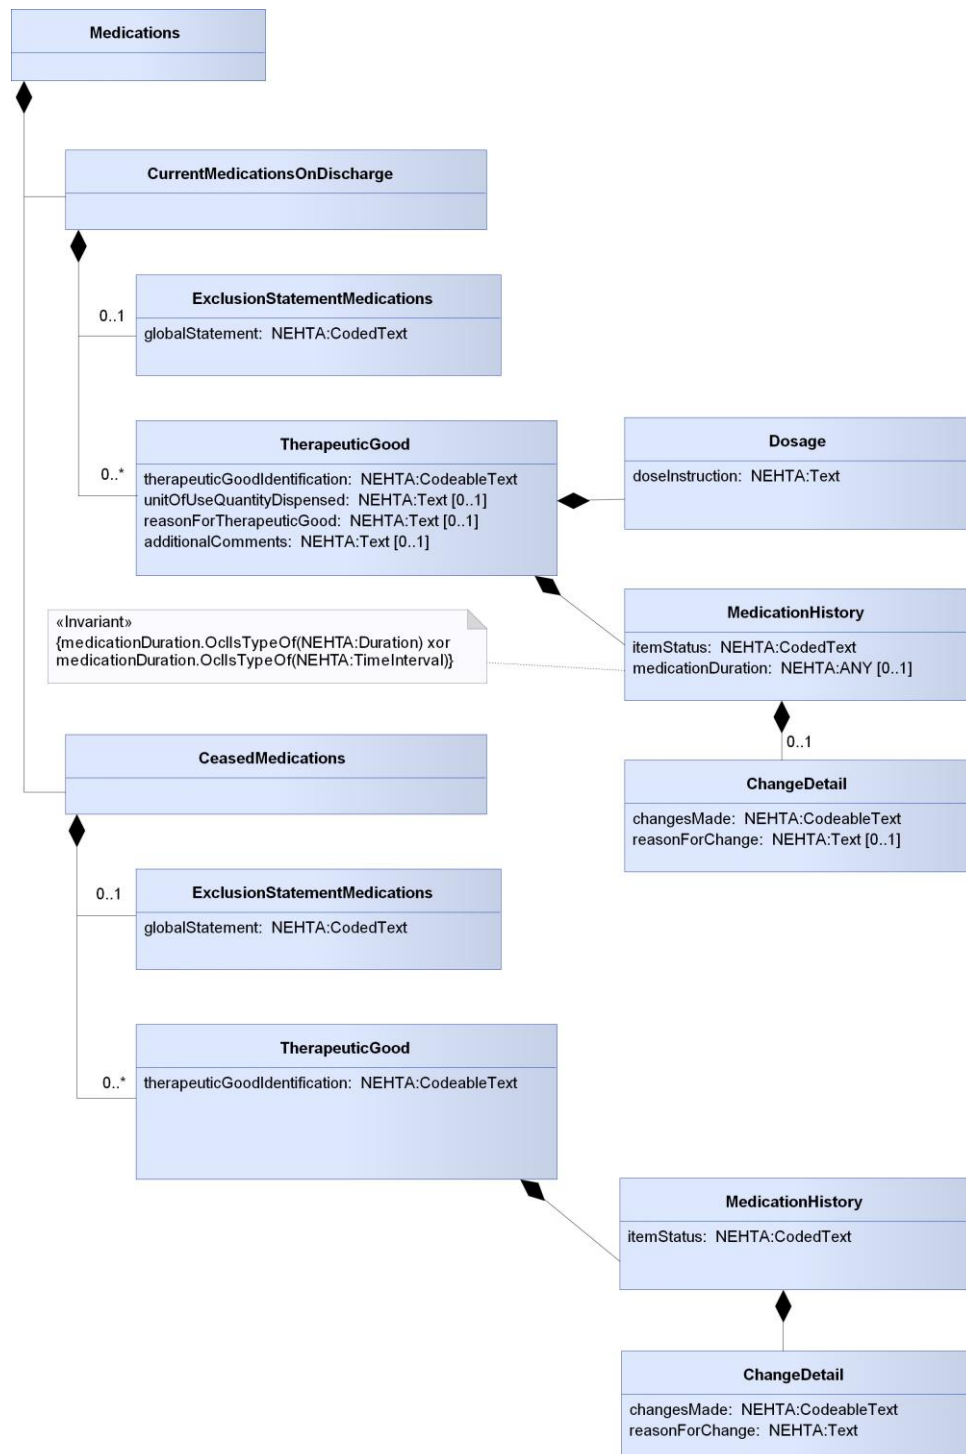 Medications
CurrentMedicationsOnDischarge
0..1
ExclusionStatementMedications
globalStatement: NEHTA:CodedText
0..*
TherapeuticGood
therapeuticGoodIdentification: NEHTA:CodeableText
unitOfUseQuantityDispensed: NEHTA:Text [0..1]
reasonForTherapeuticGood: NEHTA:Text [0..1]
additionalComments: NEHTA:Text [0..1]
Dosage
doseInstruction: NEHTA:Text
«Invariant»
{medicationDuration.OclIsTypeOf(NEHTA:Duration) xor
medicationDuration.OclIsTypeOf(NEHTA:TimeInterval)}
MedicationHistory
itemStatus: NEHTA:CodedText
medicationDuration: NEHTA:ANY [0..1]
0..1
ChangeDetail
changesMade: NEHTA:CodeableText
reasonForChange: NEHTA:Text [0..1]
CeasedMedications
0..1
ExclusionStatementMedications
globalStatement: NEHTA:CodedText
0..*
TherapeuticGood
therapeuticGoodIdentification: NEHTA:CodeableText
MedicationHistory
itemStatus: NEHTA:CodedText
ChangeDetail
changesMade: NEHTA:CodeableText
reasonForChange: NEHTA:Text